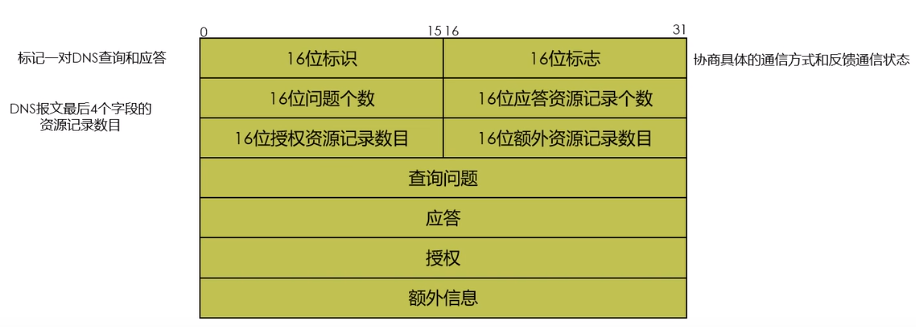 0
15 16
31
标记一对DNS查询和应答
16位标识
16位标志
协商具体的通信方式和反馈通信状态
DNS报文最后4个字段的
资源记录数目
16位问题个数
16位应答资源记录个数
16位授权资源记录数目
16位额外资源记录数目
查询问题
应答
授权
额外信息